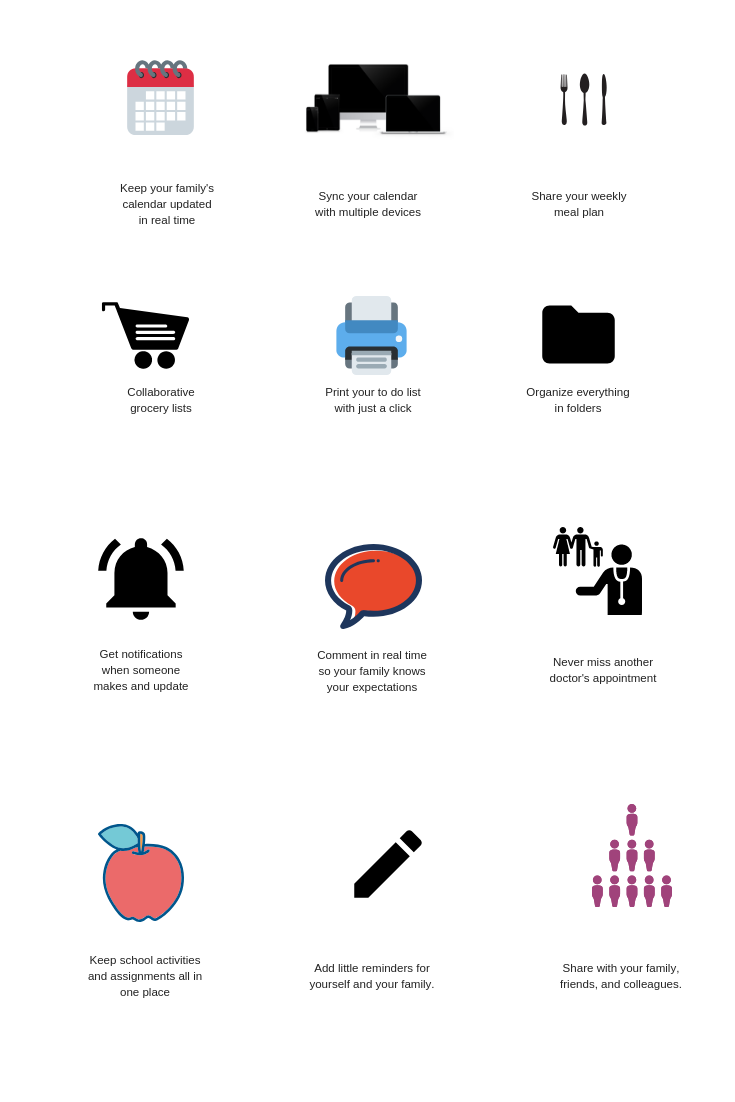 Keep your family's
calendar updated
in real time
Sync your calendar
with multiple devices
Share your weekly
meal plan
Collaborative
grocery lists
Print your to do list
with just a click
Organize everything
in folders
Get notifications
when someone
makes and update
Comment in real time
so your family knows
your expectations
Never miss another
doctor's appointment
Keep school activities
and assignments all in
one place
Add little reminders for
yourself and your family.
Share with your family,
friends, and colleagues.